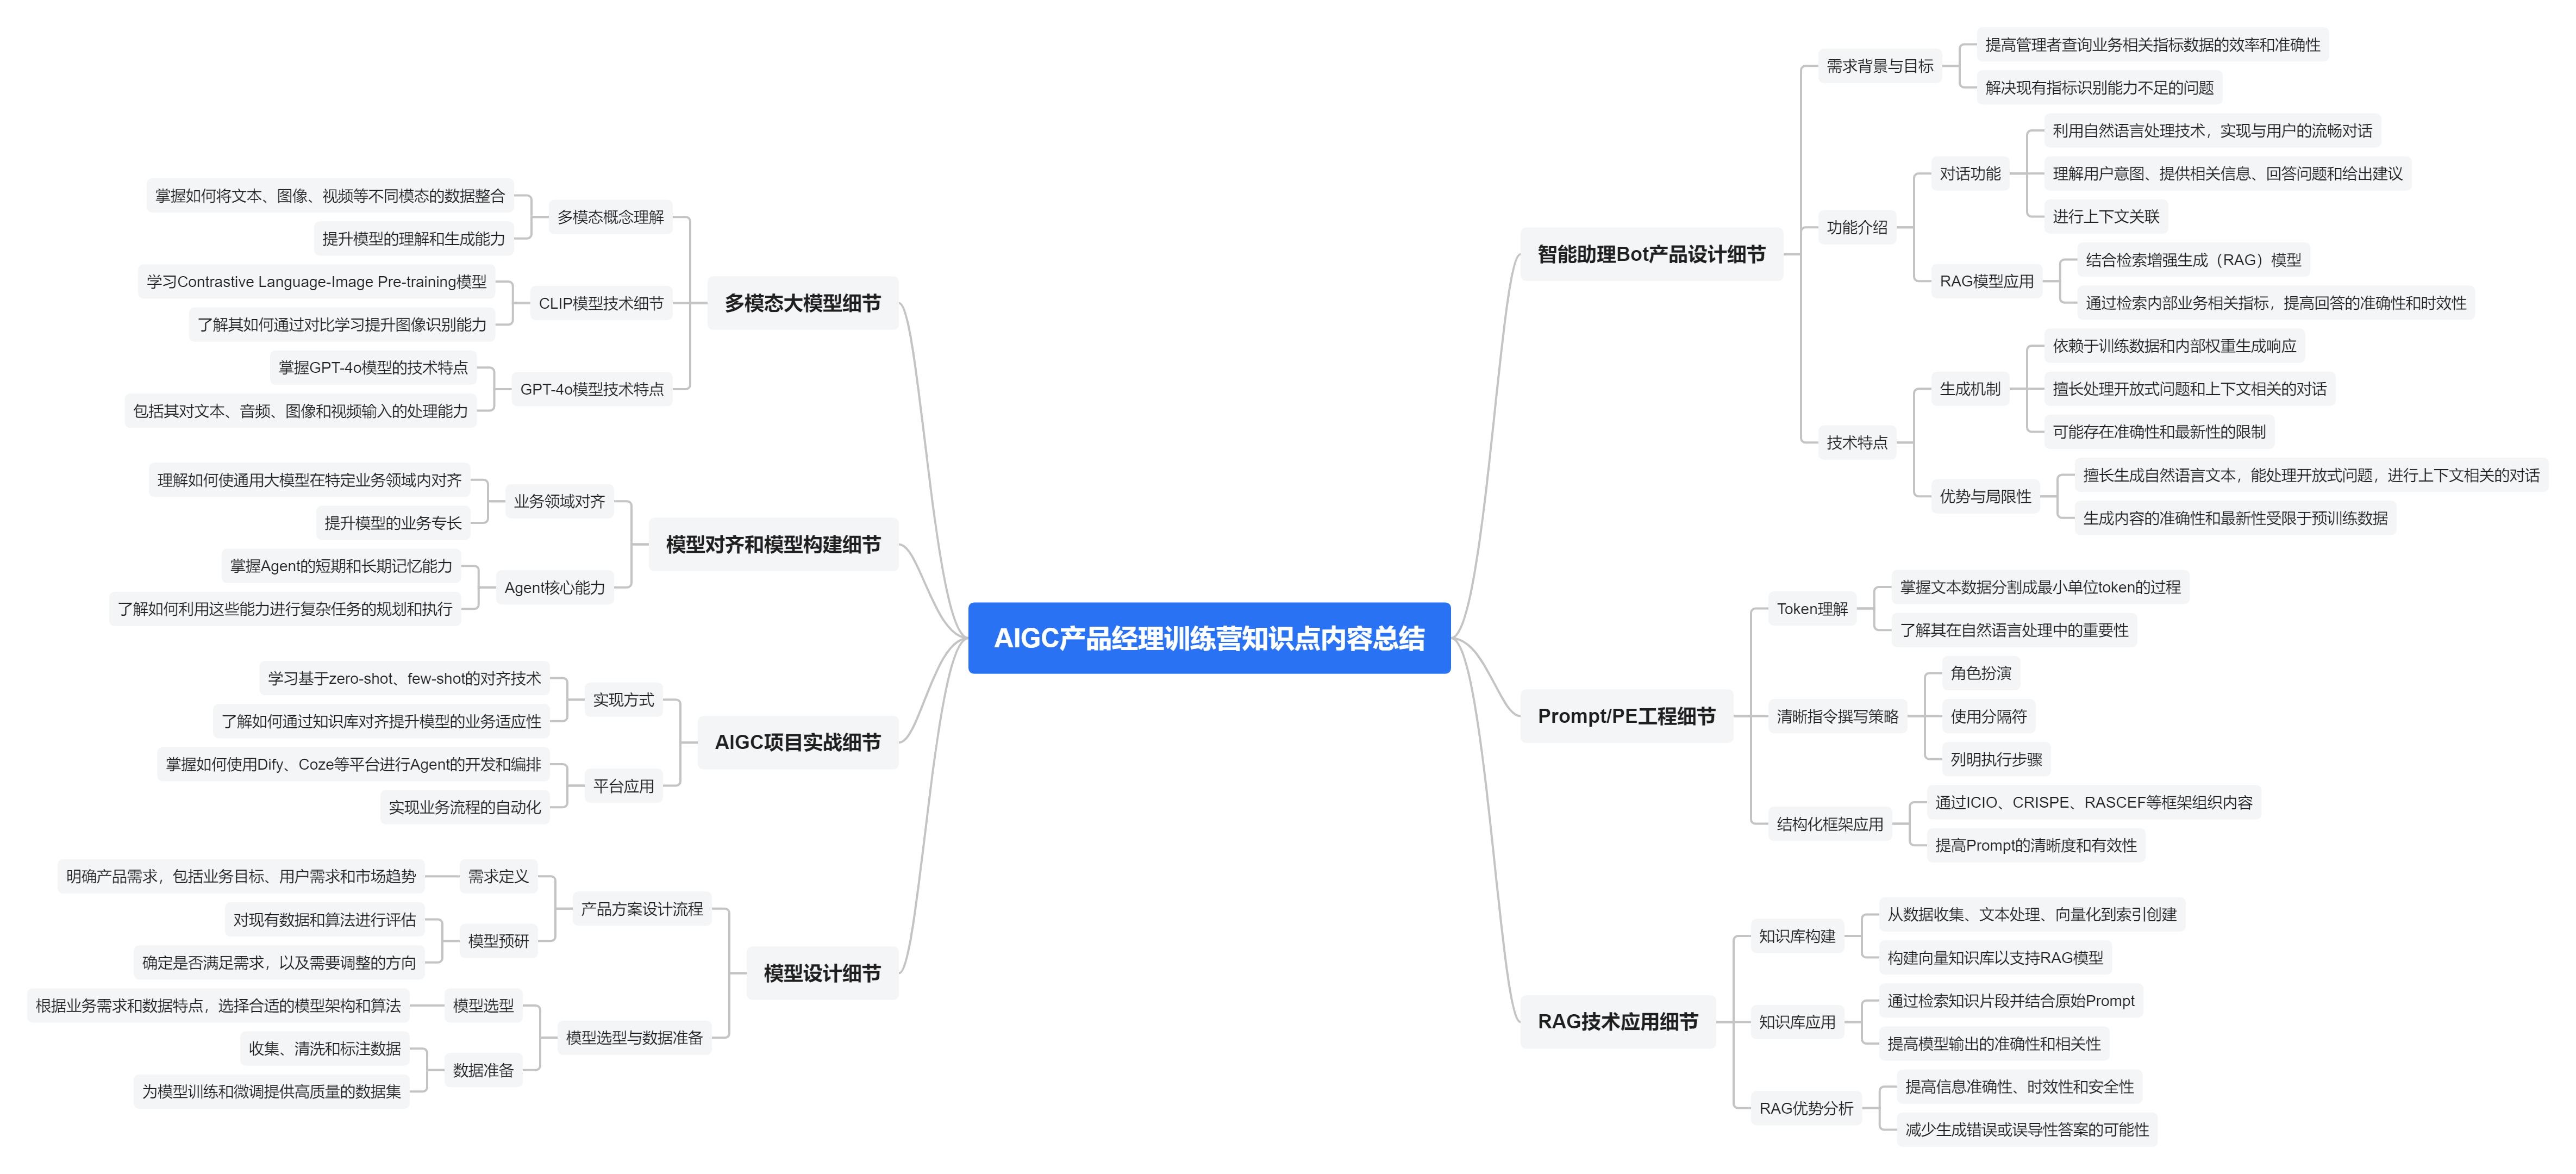 AIGC产品经理训练营知识点内容总结
智能助理Bot产品设计细节
需求背景与目标
提高管理者查询业务相关指标数据的效率和准确性
解决现有指标识别能力不足的问题
功能介绍
对话功能
利用自然语言处理技术，实现与用户的流畅对话
理解用户意图、提供相关信息、回答问题和给出建议
进行上下文关联
RAG模型应用
结合检索增强生成（RAG）模型
通过检索内部业务相关指标，提高回答的准确性和时效性
技术特点
生成机制
依赖于训练数据和内部权重生成响应
擅长处理开放式问题和上下文相关的对话
可能存在准确性和最新性的限制
优势与局限性
擅长生成自然语言文本，能处理开放式问题，进行上下文相关的对话
生成内容的准确性和最新性受限于预训练数据
Prompt/PE工程细节
Token理解
掌握文本数据分割成最小单位token的过程
了解其在自然语言处理中的重要性
清晰指令撰写策略
角色扮演
使用分隔符
列明执行步骤
结构化框架应用
通过ICIO、CRISPE、RASCEF等框架组织内容
提高Prompt的清晰度和有效性
RAG技术应用细节
知识库构建
从数据收集、文本处理、向量化到索引创建
构建向量知识库以支持RAG模型
知识库应用
通过检索知识片段并结合原始Prompt
提高模型输出的准确性和相关性
RAG优势分析
提高信息准确性、时效性和安全性
减少生成错误或误导性答案的可能性
多模态大模型细节
多模态概念理解
掌握如何将文本、图像、视频等不同模态的数据整合
提升模型的理解和生成能力
CLIP模型技术细节
学习Contrastive Language-Image Pre-training模型
了解其如何通过对比学习提升图像识别能力
GPT-4o模型技术特点
掌握GPT-4o模型的技术特点
包括其对文本、音频、图像和视频输入的处理能力
模型对齐和模型构建细节
业务领域对齐
理解如何使通用大模型在特定业务领域内对齐
提升模型的业务专长
Agent核心能力
掌握Agent的短期和长期记忆能力
了解如何利用这些能力进行复杂任务的规划和执行
AIGC项目实战细节
实现方式
学习基于zero-shot、few-shot的对齐技术
了解如何通过知识库对齐提升模型的业务适应性
平台应用
掌握如何使用Dify、Coze等平台进行Agent的开发和编排
实现业务流程的自动化
模型设计细节
产品方案设计流程
需求定义
明确产品需求，包括业务目标、用户需求和市场趋势
模型预研
对现有数据和算法进行评估
确定是否满足需求，以及需要调整的方向
模型选型与数据准备
模型选型
根据业务需求和数据特点，选择合适的模型架构和算法
数据准备
收集、清洗和标注数据
为模型训练和微调提供高质量的数据集